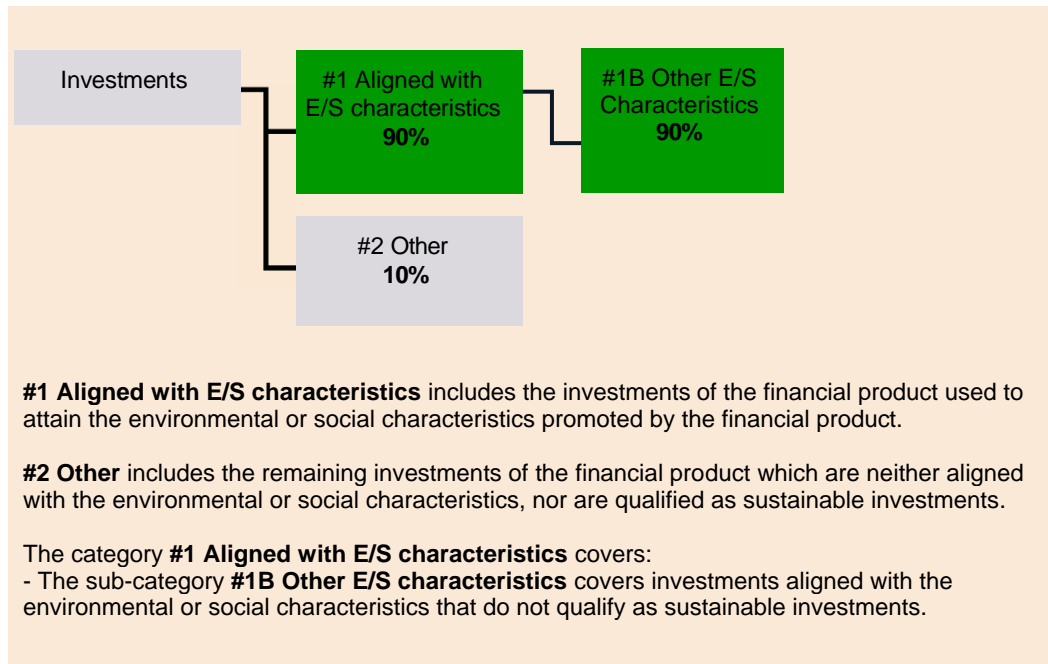 Investments
#1 Aligned with
E/S characteristics
90%
#1B Other E/S
Characteristics
90%
#2 Other
10%
#1 Aligned with E/S characteristics includes the investments of the financial product used to
attain the environmental or social characteristics promoted by the financial product.
#2 Other includes the remaining investments of the financial product which are neither aligned
with the environmental or social characteristics, nor are qualified as sustainable investments.
The category #1 Aligned with E/S characteristics covers:
- The sub-category #1B Other E/S characteristics covers investments aligned with the
environmental or social characteristics that do not qualify as sustainable investments.